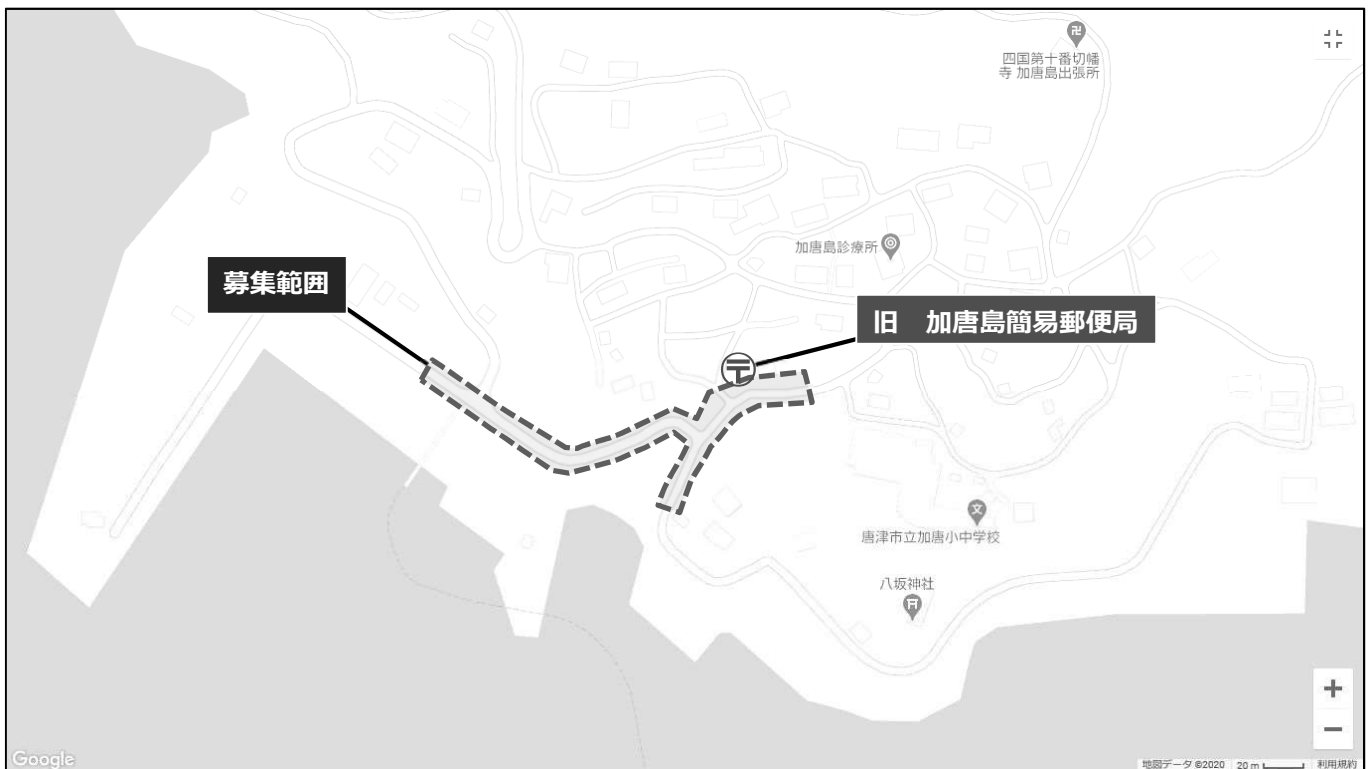 四国第十番切幡
寺 加唐島出張所
加唐島診療所
募集範囲
旧　加唐島簡易郵便局
唐津市立加唐小中学校
八坂神社
Google
地図データ ©2020 20 m 利用規約